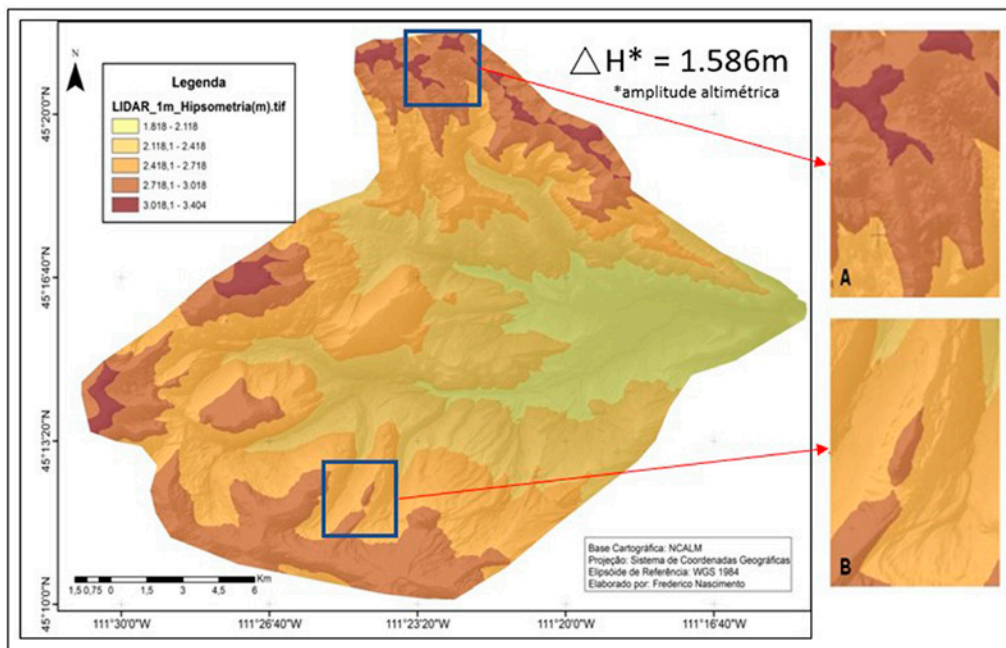 N
Legenda
LIDAR_1m_Hipsometria(m).tif
1.818 - 2.118
2.118,1 - 2.418
2.418,1 - 2.718
2.718,1 - 3.018
3.018,1 - 3.404
△ H* = 1.586m
*amplitude altimétrica
45°20'0"N
45°16'40"N
45°13'20"N
45°10'0"N
A
B
Base Cartográfica: NCALM
Projeção: Sistema de Coordenadas Geográficas
Elipsóide de Referência: WGS 1984
Elaborado por: Frederico Nascimento
1,5 0,75 0 1,5 3 4,5 6 Km
111°30'0"W 111°26'40"W 111°23'20"W 111°20'0"W 111°16'40"W